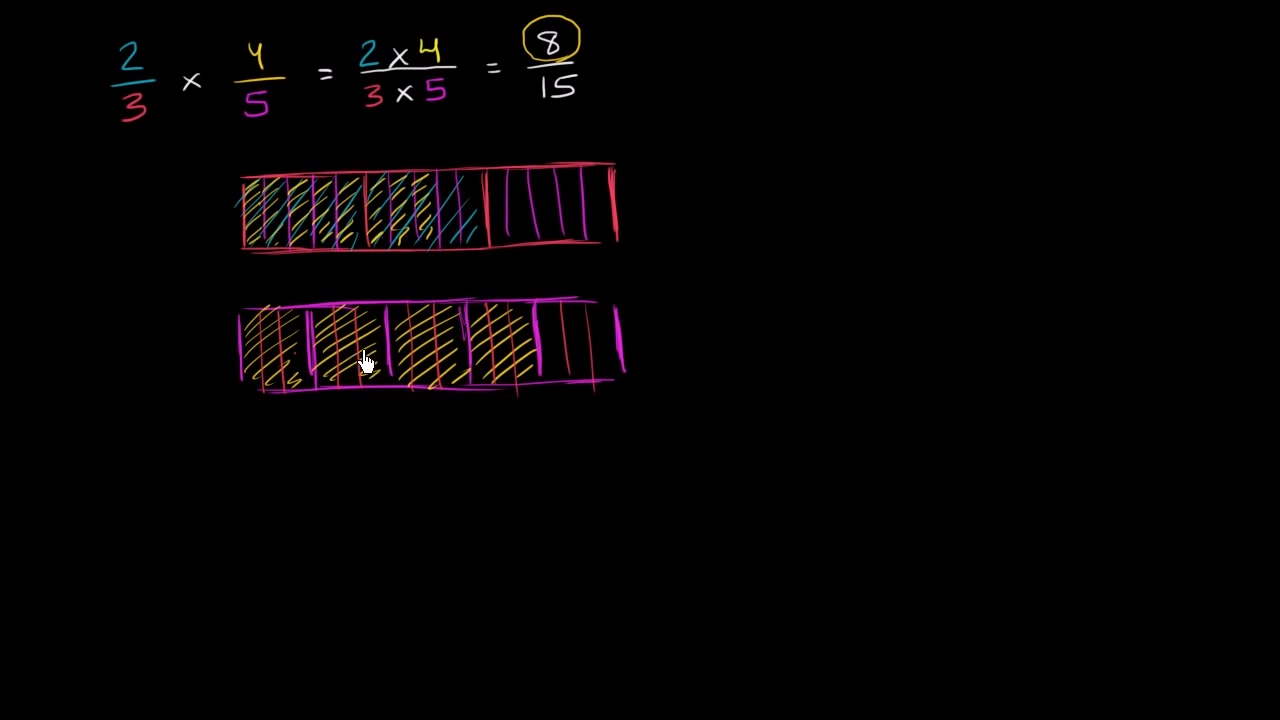 2/3 × 4/5 = 2 × 4 / 3 × 5 = 8/15